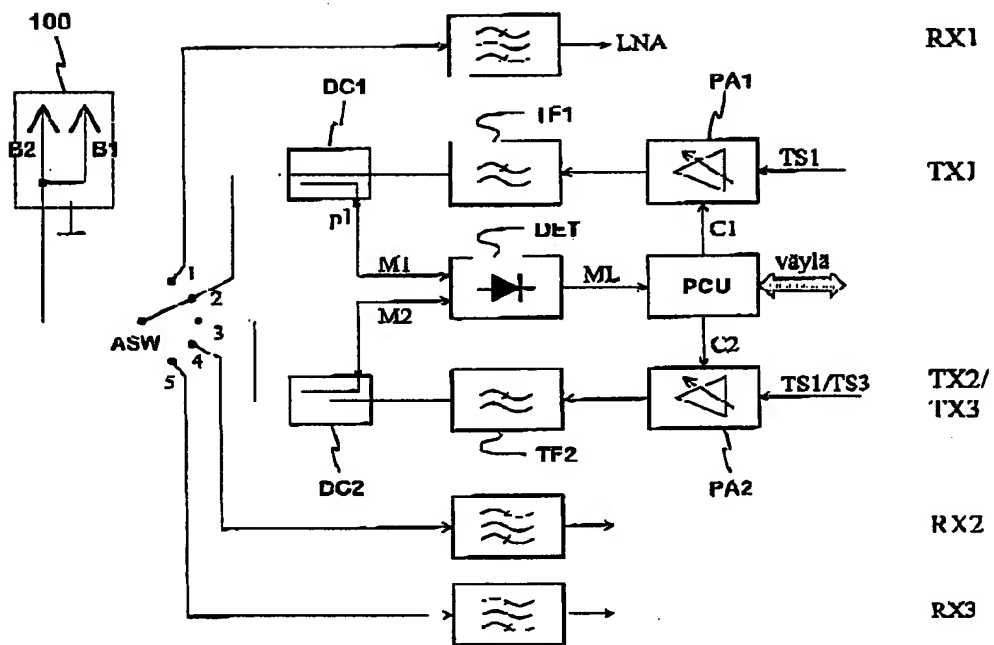 100
RX1
LNA
DC1
PA1
IF1
B2
B1
TS1
TX1
p1
C1
DET
M1
ML
PCU
väylä
M2
1
2
3
4
5
ASW
C2
TS1/TS3
TX2/
TX3
TF2
DC2
PA2
RX2
RX3